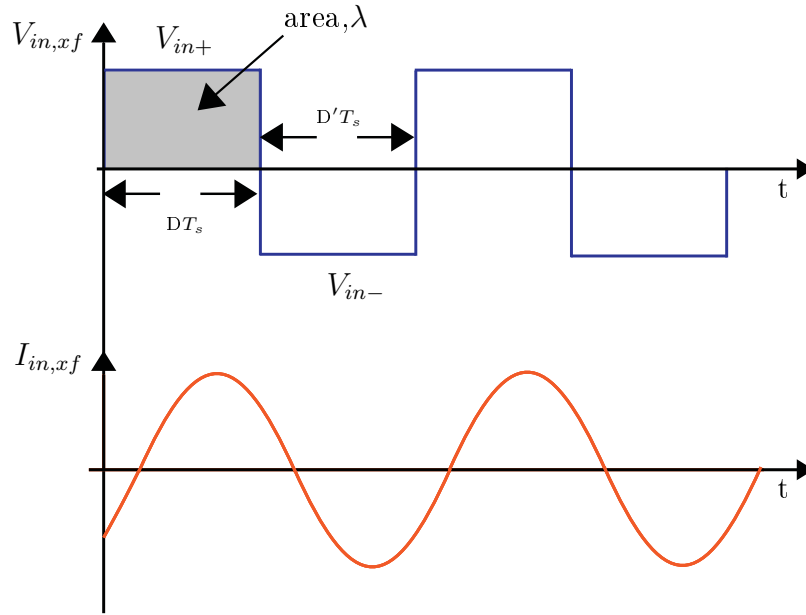 area,λ
V_{in,xf}
V_{in+}
D′T_s
t
DT_s
V_{in−}
I_{in,xf}
t